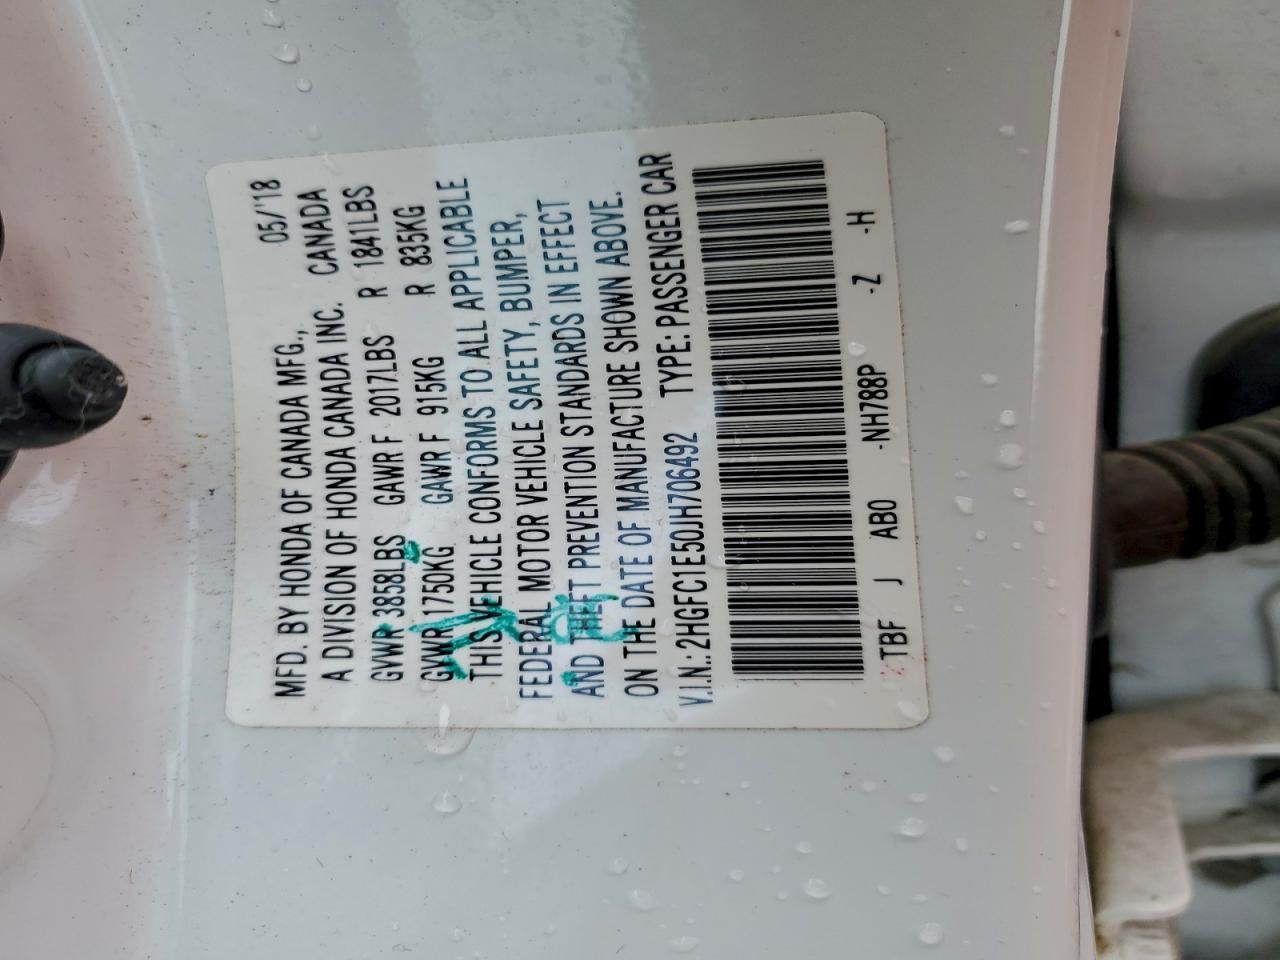 MFD. BY HONDA OF CANADA MFG., 05/'18
A DIVISION OF HONDA CANADA INC. CANADA
GVWR 3858LBS GAWR F 2017LBS R 1841LBS
GVWR 1750KG GAWR F 915KG R 835KG
THIS VEHICLE CONFORMS TO ALL APPLICABLE
FEDERAL MOTOR VEHICLE SAFETY, BUMPER,
AND THEFT PREVENTION STANDARDS IN EFFECT
ON THE DATE OF MANUFACTURE SHOWN ABOVE.
V.I.N.: 2HGFC1E50JH706492 TYPE: PASSENGER CAR
TBF J AB0 -NH788P -Z -H